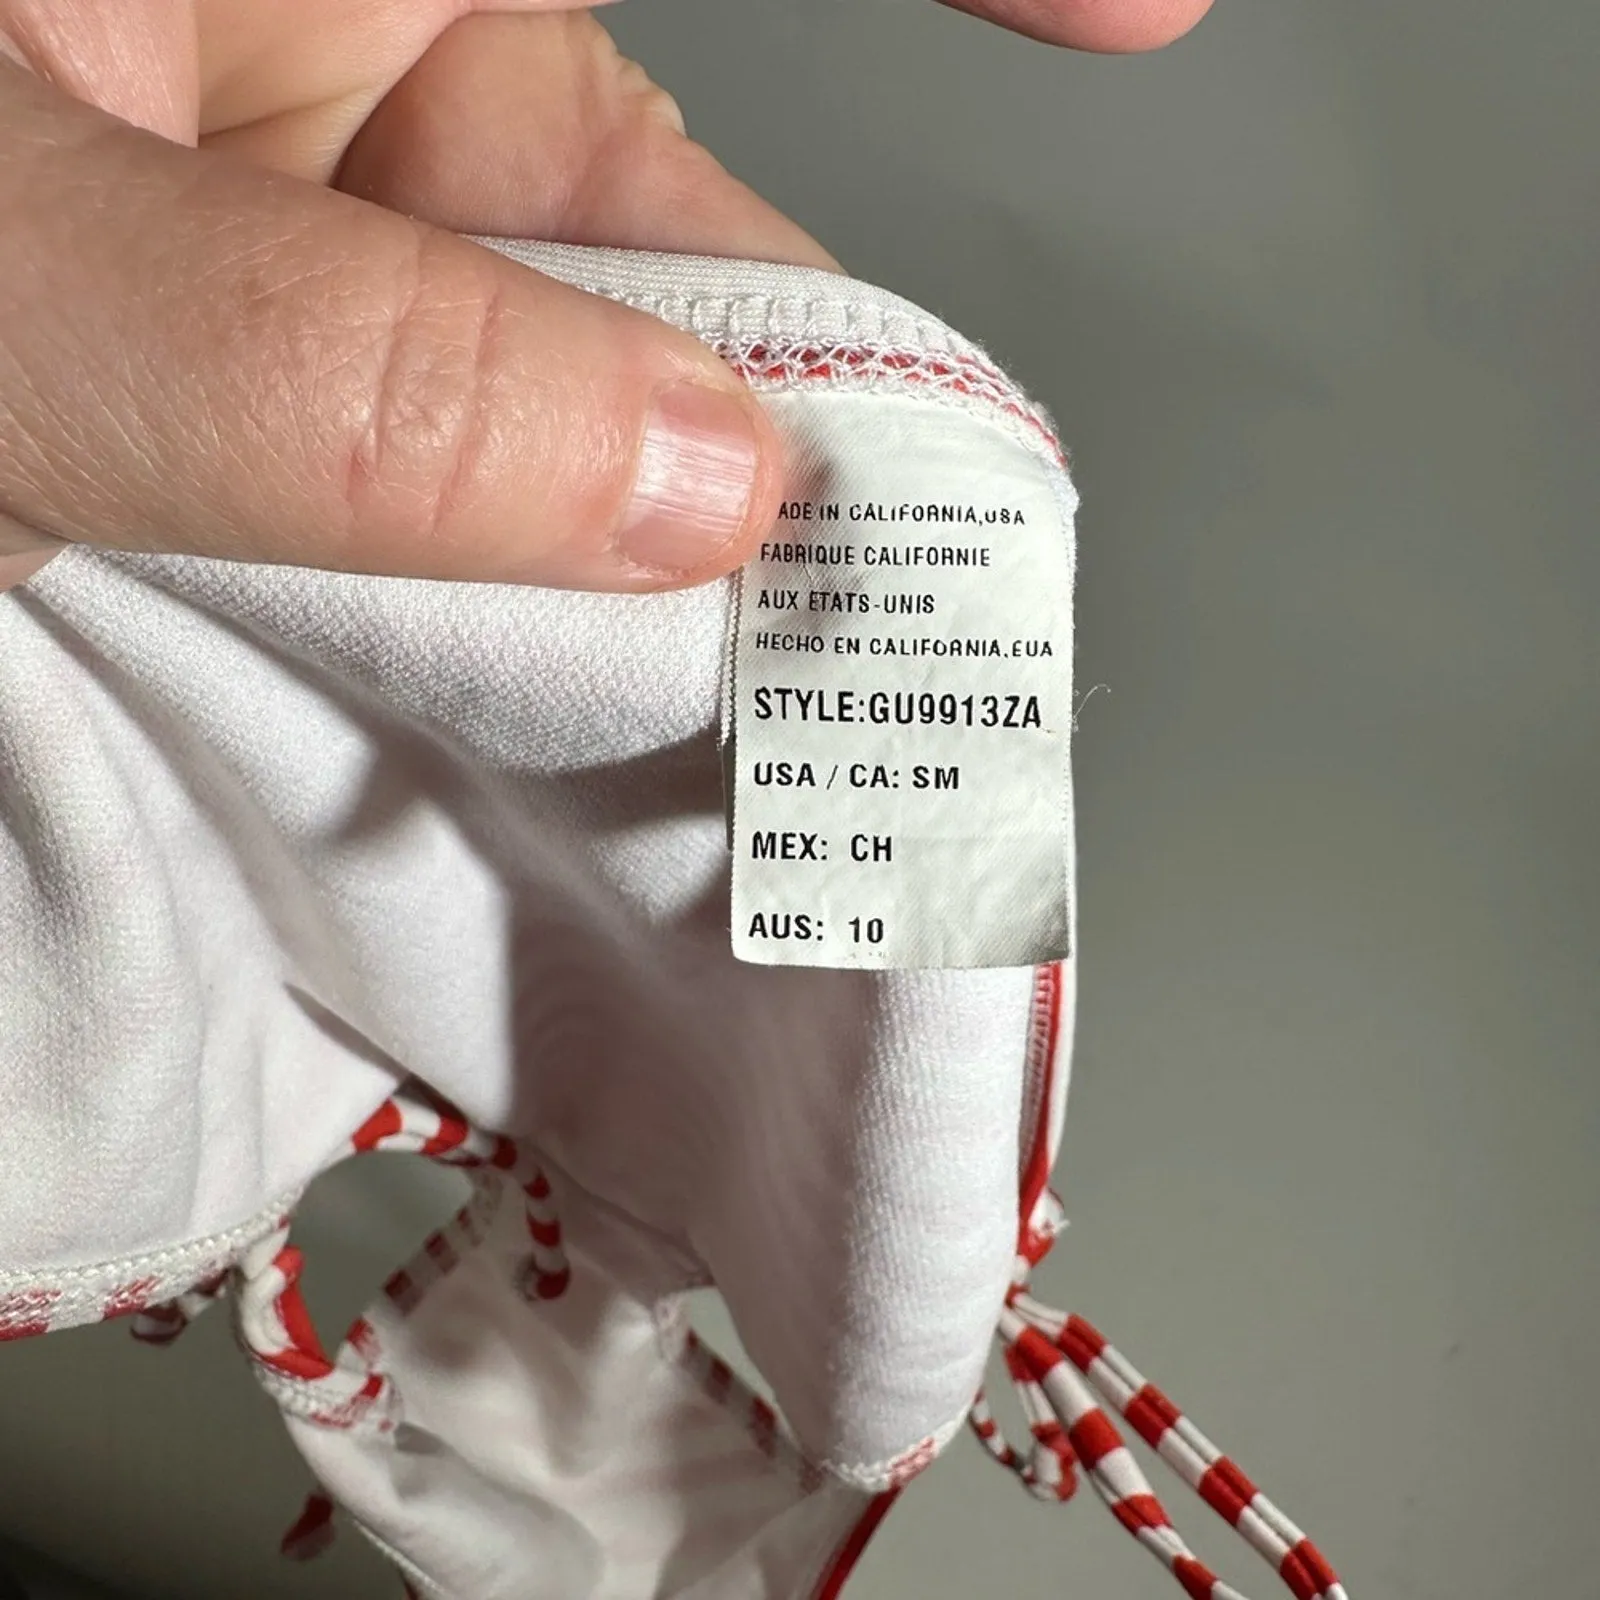 ADE IN CALIFORNIA,USA
FABRIQUE CALIFORNIE
AUX ETATS-UNIS
HECHO EN CALIFORNIA,EUA
STYLE:GU9913ZA
USA / CA: SM
MEX: CH
AUS: 10